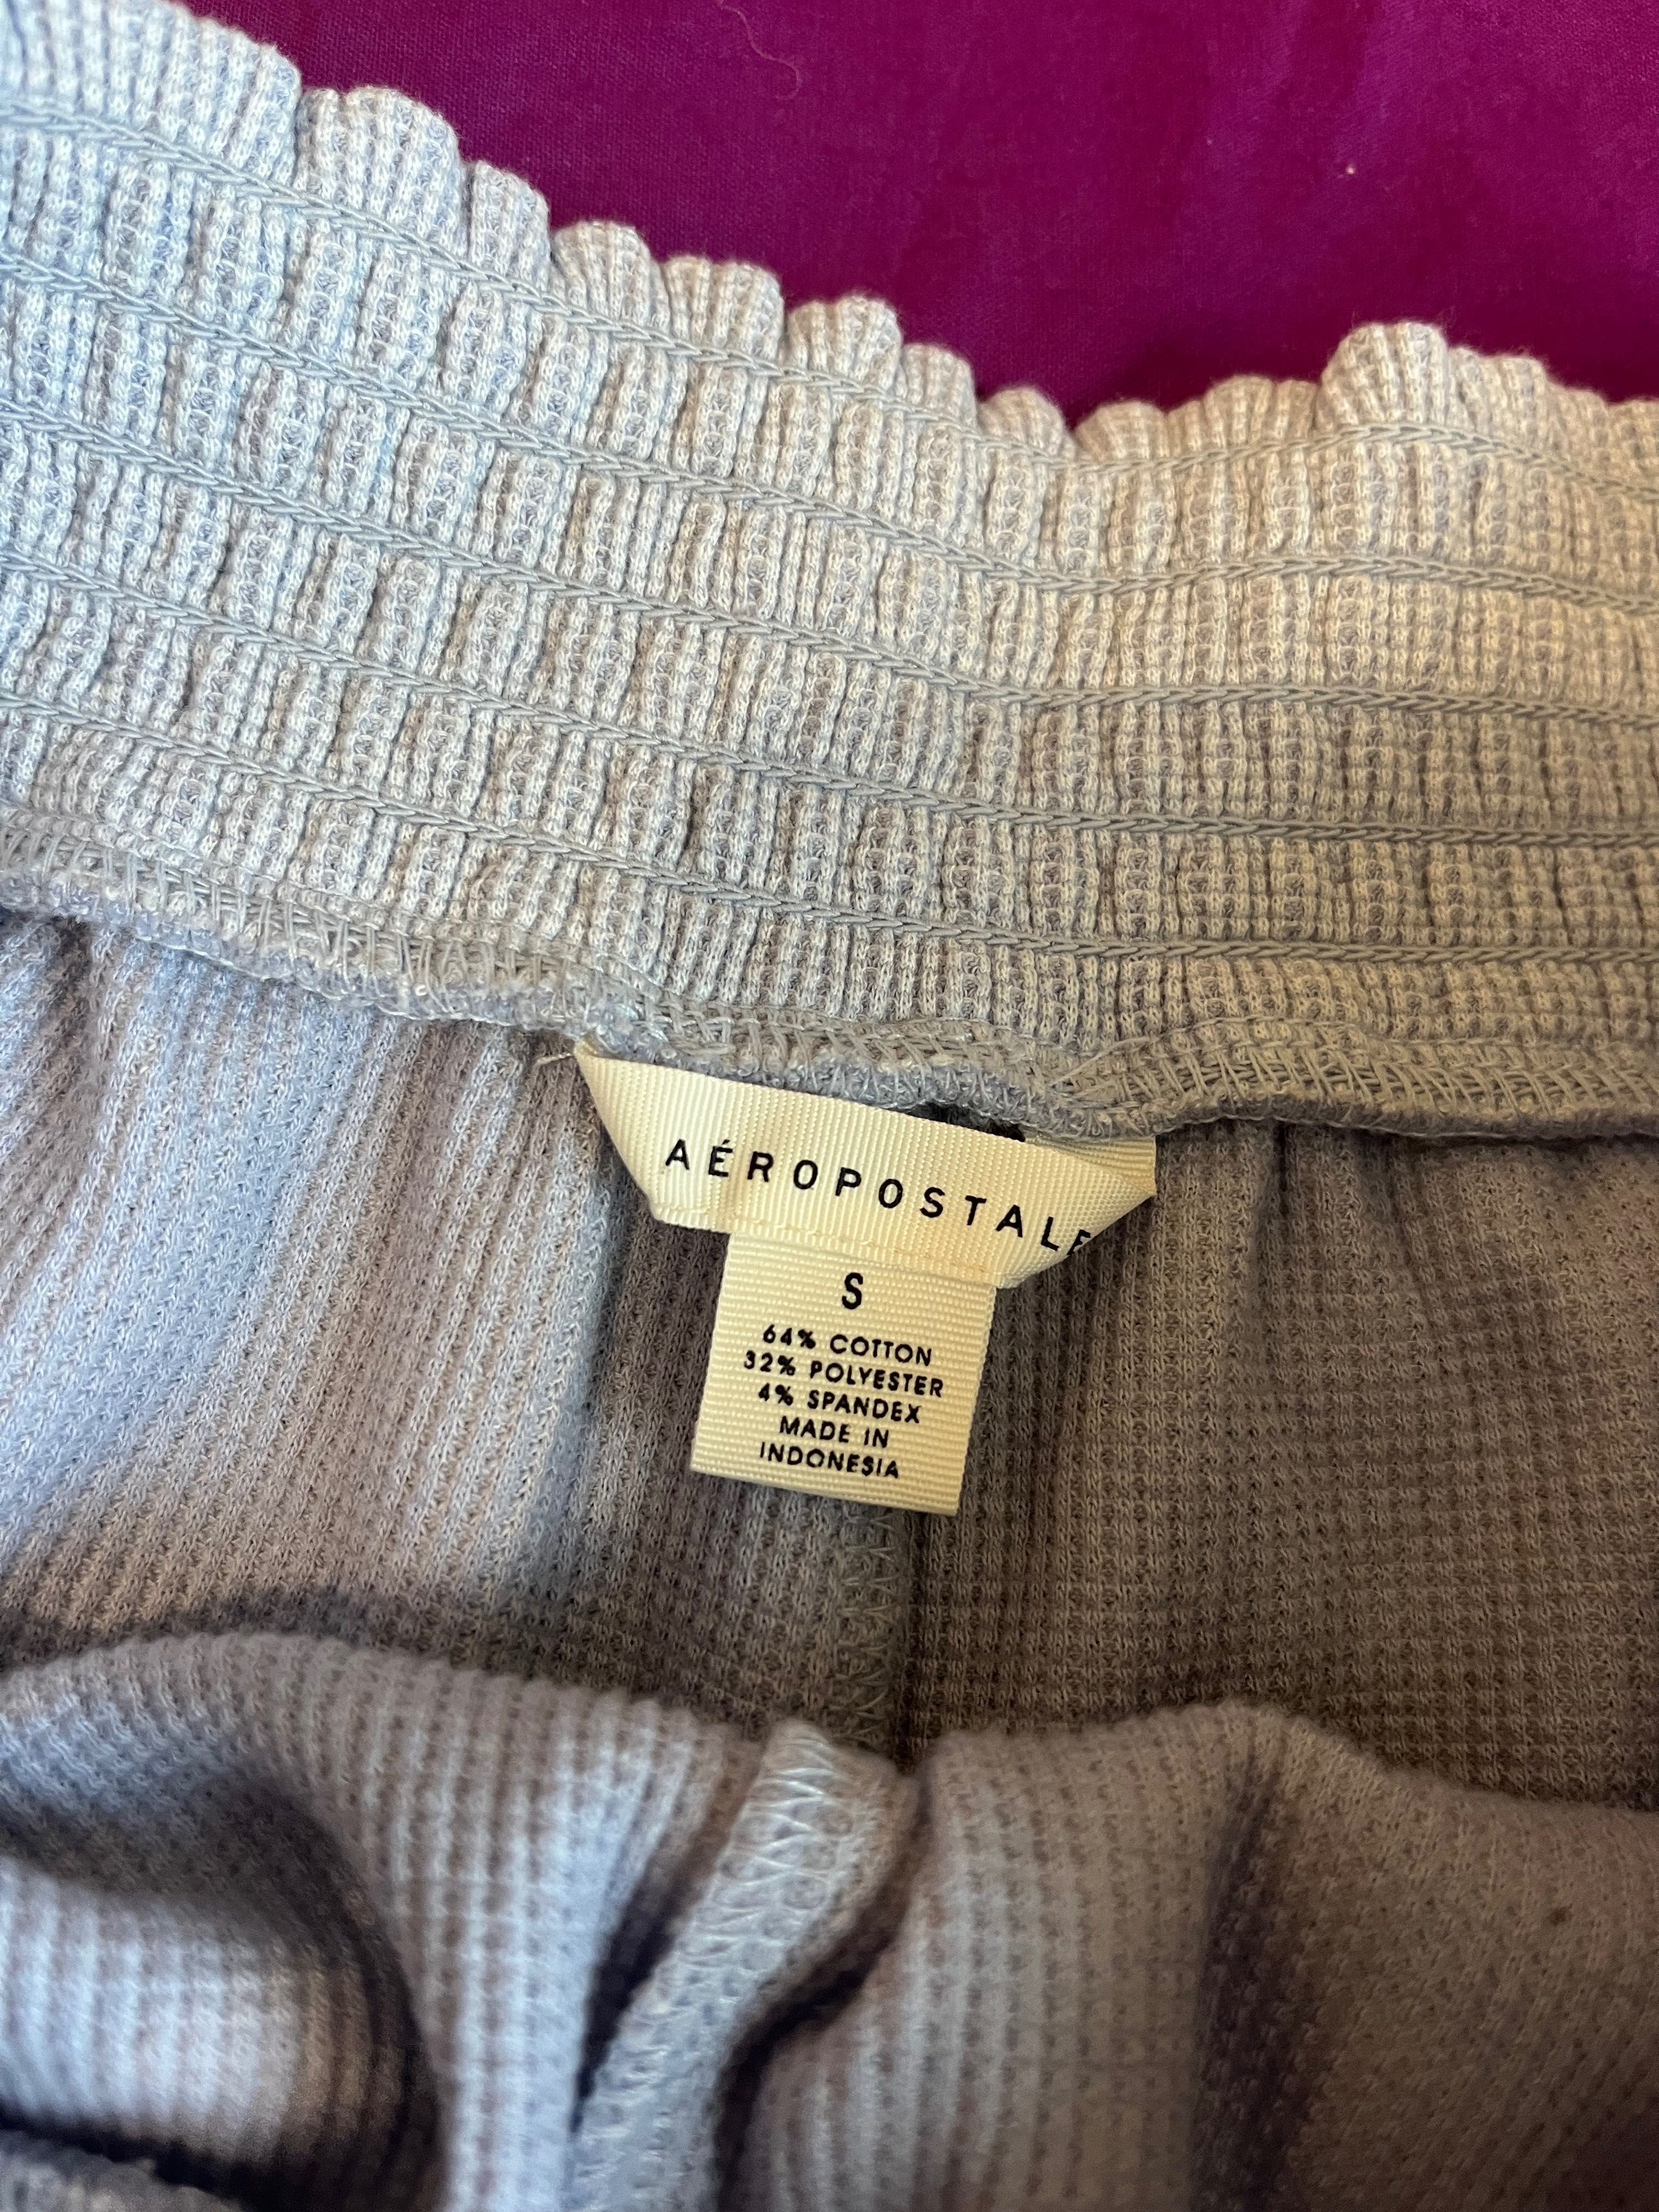 AÉROPOSTALE
S
64% COTTON
32% POLYESTER
4% SPANDEX
MADE IN
INDONESIA